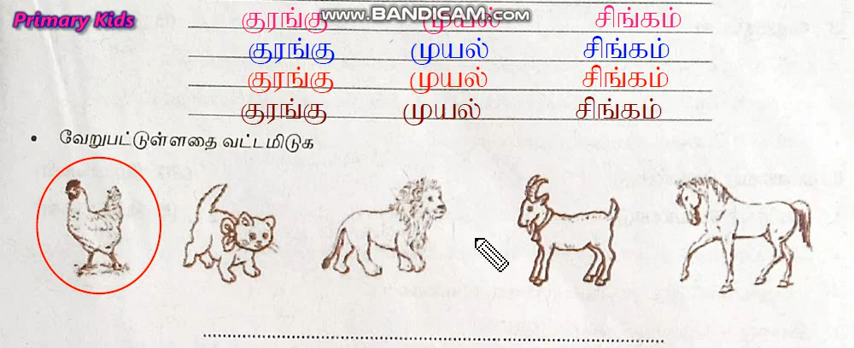 Primary Kids
www.BANDICAM.com
குரங்கு முயல் சிங்கம்
குரங்கு முயல் சிங்கம்
குரங்கு முயல் சிங்கம்
குரங்கு முயல் சிங்கம்
• வேறுபட்டுள்ளதை வட்டமிடுக